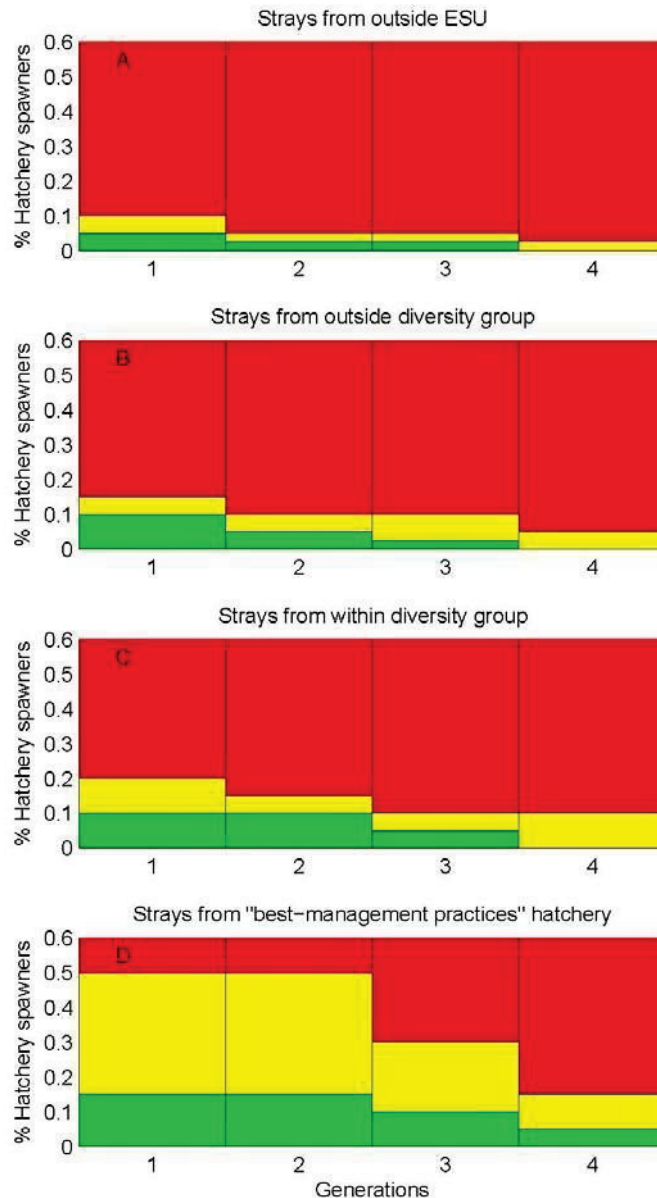 Strays from outside ESU
A
% Hatchery spawners
0.6
0.5
0.4
0.3
0.2
0.1
0
1 2 3 4
Strays from outside diversity group
B
% Hatchery spawners
0.6
0.5
0.4
0.3
0.2
0.1
0
1 2 3 4
Strays from within diversity group
C
% Hatchery spawners
0.6
0.5
0.4
0.3
0.2
0.1
0
1 2 3 4
Strays from "best−management practices" hatchery
D
% Hatchery spawners
0.6
0.5
0.4
0.3
0.2
0.1
0
1 2 3 4
Generations